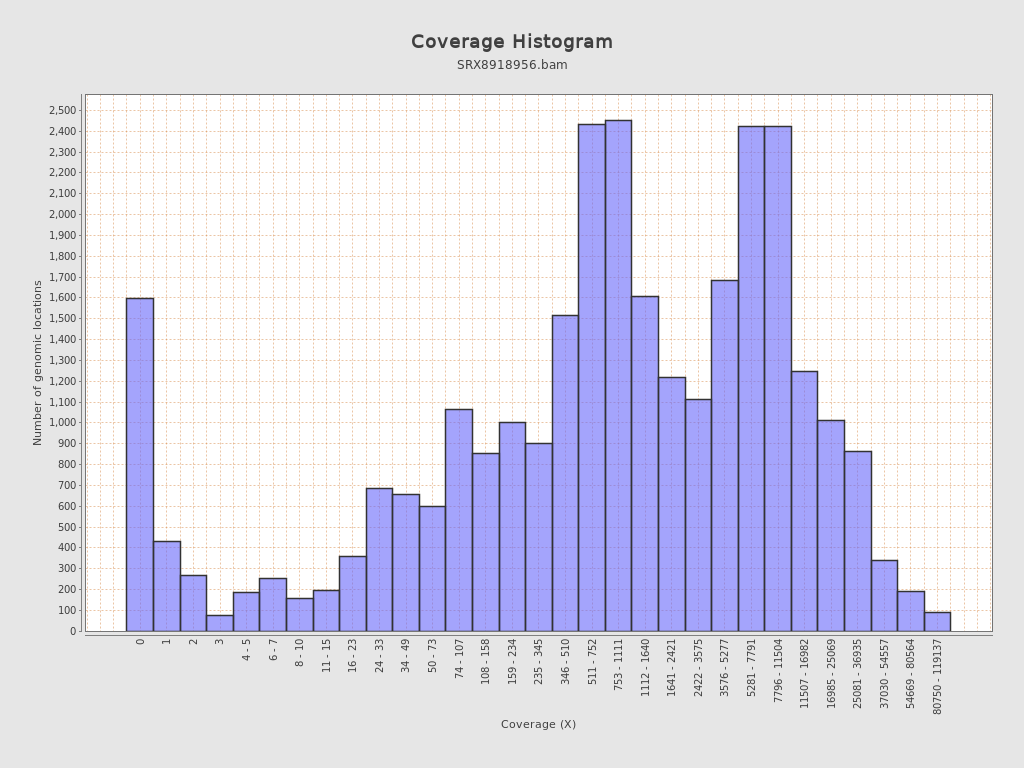 Coverage Histogram
SRX8918956.bam
Number of genomic locations
2,500
2,400
2,300
2,200
2,100
2,000
1,900
1,800
1,700
1,600
1,500
1,400
1,300
1,200
1,100
1,000
900
800
700
600
500
400
300
200
100
0
0
1
2
3
4 - 5
6 - 7
8 - 10
11 - 15
16 - 23
24 - 33
34 - 49
50 - 73
74 - 107
108 - 158
159 - 234
235 - 345
346 - 510
511 - 752
753 - 1111
1112 - 1640
1641 - 2421
2422 - 3575
3576 - 5277
5281 - 7791
7796 - 11504
11507 - 16982
16985 - 25069
25081 - 36935
37030 - 54557
54669 - 80564
80750 - 119137
Coverage (X)